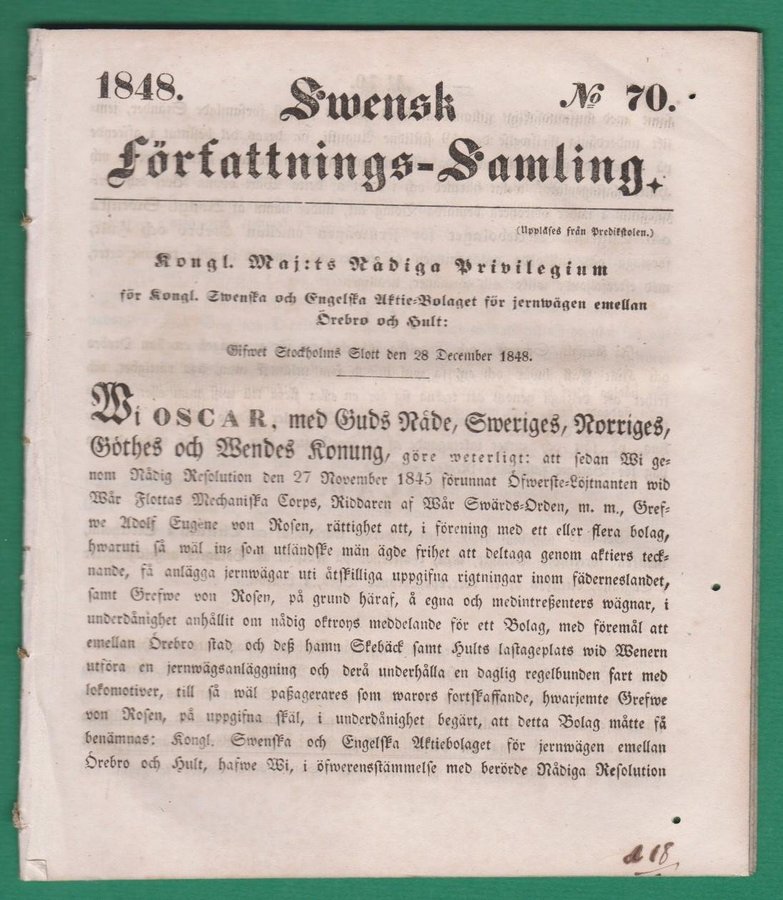 1848.
Swensk
№ 70.
Författnings-Samling.
(Uppläses från Predikstolen.)
Kongl. Maj:ts Nådiga Privilegium
för Kongl. Swenska och Engelska Aktie-Bolaget för jernwägen emellan
Örebro och Hult:
Gifwet Stockholms Slott den 28 December 1848.
Wi OSCAR, med Guds Nåde, Sweriges, Norriges,
Göthes och Wendes Konung, göre weterligt: att sedan Wi ge-
nom Nådig Resolution den 27 November 1845 förunnat Öfwerste-Löjtnanten wid
Wår Flottas Mechaniska Corps, Riddaren af Wår Swärds-Orden, m. m., Gref-
we Adolf Eugène von Rosen, rättighet att, i förening med ett eller flera bolag,
hwaruti så wäl in- som utländske män ägde frihet att deltaga genom aktiers teck-
nande, få anlägga jernwägar uti åtskilliga uppgifna rigtningar inom fäderneslandet,
samt Grefwe von Rosen, på grund häraf, å egna och medintreßenters wägnar, i
underdånighet anhållit om nådig oktroys meddelande för ett Bolag, med föremål att
emellan Örebro stad och deß hamn Skebäck samt Hults lastageplats wid Wenern
utföra en jernwägsanläggning och derå underhålla en daglig regelbunden fart med
lokomotiver, till så wäl paßagerares som warors fortskaffande, hwarjemte Grefwe
von Rosen, på uppgifna skäl, i underdånighet begärt, att detta Bolag måtte få
benämnas: Kongl. Swenska och Engelska Aktiebolaget för jernwägen emellan
Örebro och Hult, hafwe Wi, i öfwerensstämmelse med berörde Nådiga Resolution
18